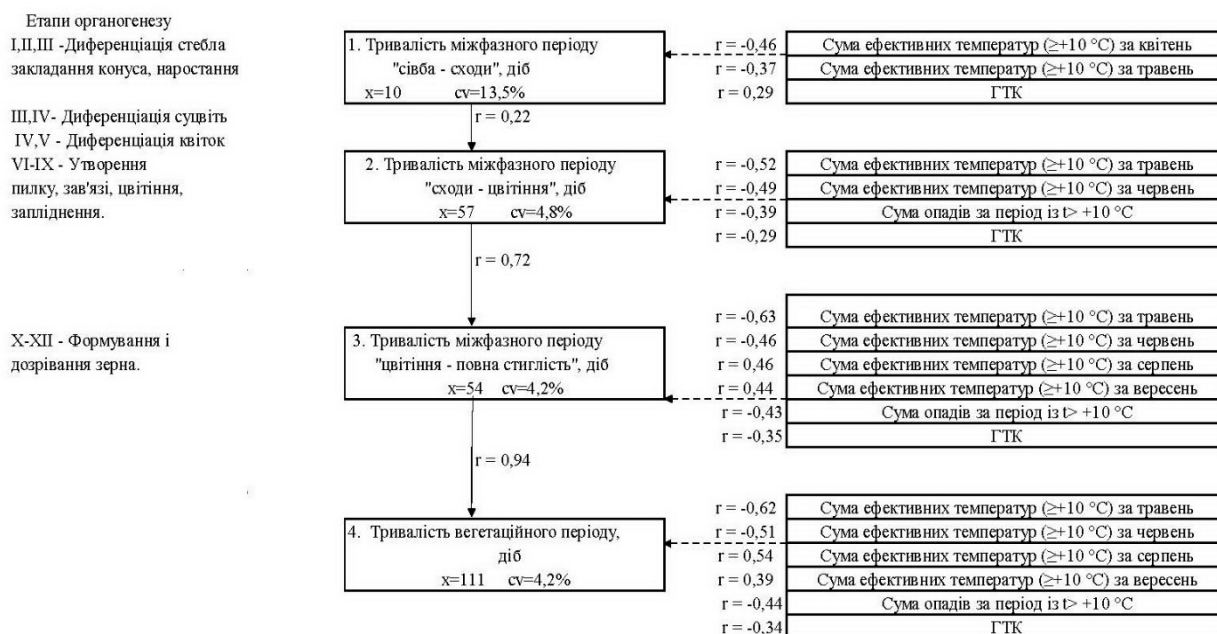 Етапи органогенезу
I,II,III -Диференціація стебла
закладання конуса, наростання
1. Тривалість міжфазного періоду
"сівба - сходи", діб
x=10 cv=13,5%
r = -0,46 Сума ефективних температур (≥+10 °C) за квітень
r = -0,37 Сума ефективних температур (≥+10 °C) за травень
r = 0,29 ГТК
r = 0,22
III,IV- Диференціація суцвіть
IV,V - Диференціація квіток
VI-IX - Утворення
пилку, зав'язі, цвітіння,
запліднення.
2. Тривалість міжфазного періоду
"сходи - цвітіння", діб
x=57 cv=4,8%
r = -0,52 Сума ефективних температур (≥+10 °C) за травень
r = -0,49 Сума ефективних температур (≥+10 °C) за червень
r = -0,39 Сума опадів за період із t> +10 °C
r = -0,29 ГТК
r = 0,72
X-XII - Формування і
дозрівання зерна.
3. Тривалість міжфазного періоду
"цвітіння - повна стиглість", діб
x=54 cv=4,2%
r = -0,63 Сума ефективних температур (≥+10 °C) за травень
r = -0,46 Сума ефективних температур (≥+10 °C) за червень
r = 0,46 Сума ефективних температур (≥+10 °C) за серпень
r = 0,44 Сума ефективних температур (≥+10 °C) за вересень
r = -0,43 Сума опадів за період із t> +10 °C
r = -0,35 ГТК
r = 0,94
4. Тривалість вегетаційного періоду,
діб
x=111 cv=4,2%
r = -0,62 Сума ефективних температур (≥+10 °C) за травень
r = -0,51 Сума ефективних температур (≥+10 °C) за червень
r = 0,54 Сума ефективних температур (≥+10 °C) за серпень
r = 0,39 Сума ефективних температур (≥+10 °C) за вересень
r = -0,44 Сума опадів за період із t> +10 °C
r = -0,34 ГТК